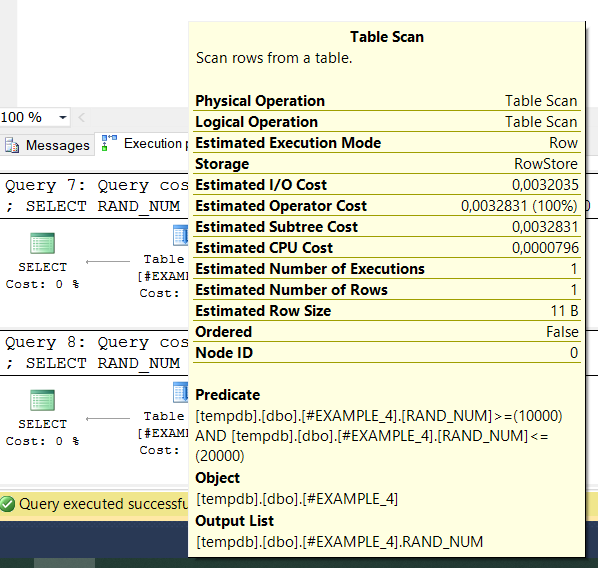 Table Scan
Scan rows from a table.
Physical Operation Table Scan
Logical Operation Table Scan
Estimated Execution Mode Row
Storage RowStore
Estimated I/O Cost 0,0032035
Estimated Operator Cost 0,0032831 (100%)
Estimated Subtree Cost 0,0032831
Estimated CPU Cost 0,0000796
Estimated Number of Executions 1
Estimated Number of Rows 1
Estimated Row Size 11 B
Ordered False
Node ID 0
Predicate
[tempdb].[dbo].[#EXAMPLE_4].[RAND_NUM]>=(10000)
AND [tempdb].[dbo].[#EXAMPLE_4].[RAND_NUM]<=
(20000)
Object
[tempdb].[dbo].[#EXAMPLE_4]
Output List
[tempdb].[dbo].[#EXAMPLE_4].RAND_NUM
100 %
Messages Execution p
Query 7: Query cos
; SELECT RAND_NUM
SELECT
Cost: 0 %
Table
[#EXAM
Cost:
Query 8: Query cos
; SELECT RAND_NUM
SELECT
Cost: 0 %
Table
[#EXAM
Cost:
Query executed successfu